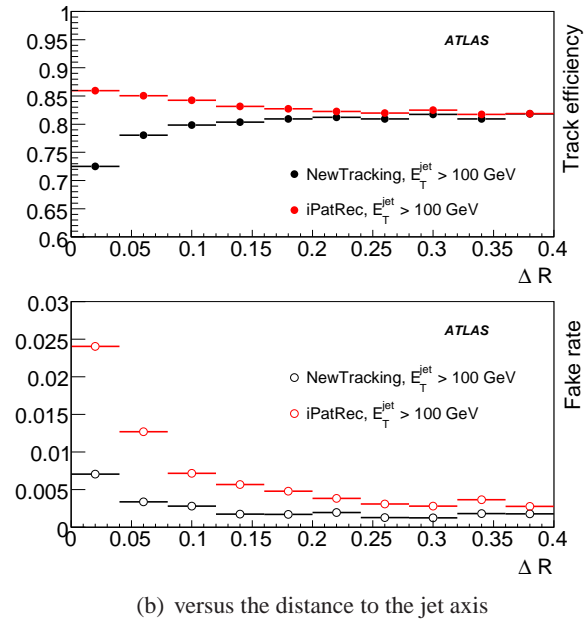 1
0.95
0.9
0.85
0.8
0.75
0.7
0.65
0.6
ATLAS
Track efficiency
NewTracking, E_T^jet > 100 GeV
iPatRec, E_T^jet > 100 GeV
0 0.05 0.1 0.15 0.2 0.25 0.3 0.35 0.4
Δ R
0.03
0.025
0.02
0.015
0.01
0.005
0
ATLAS
Fake rate
NewTracking, E_T^jet > 100 GeV
iPatRec, E_T^jet > 100 GeV
0 0.05 0.1 0.15 0.2 0.25 0.3 0.35 0.4
Δ R
(b) versus the distance to the jet axis